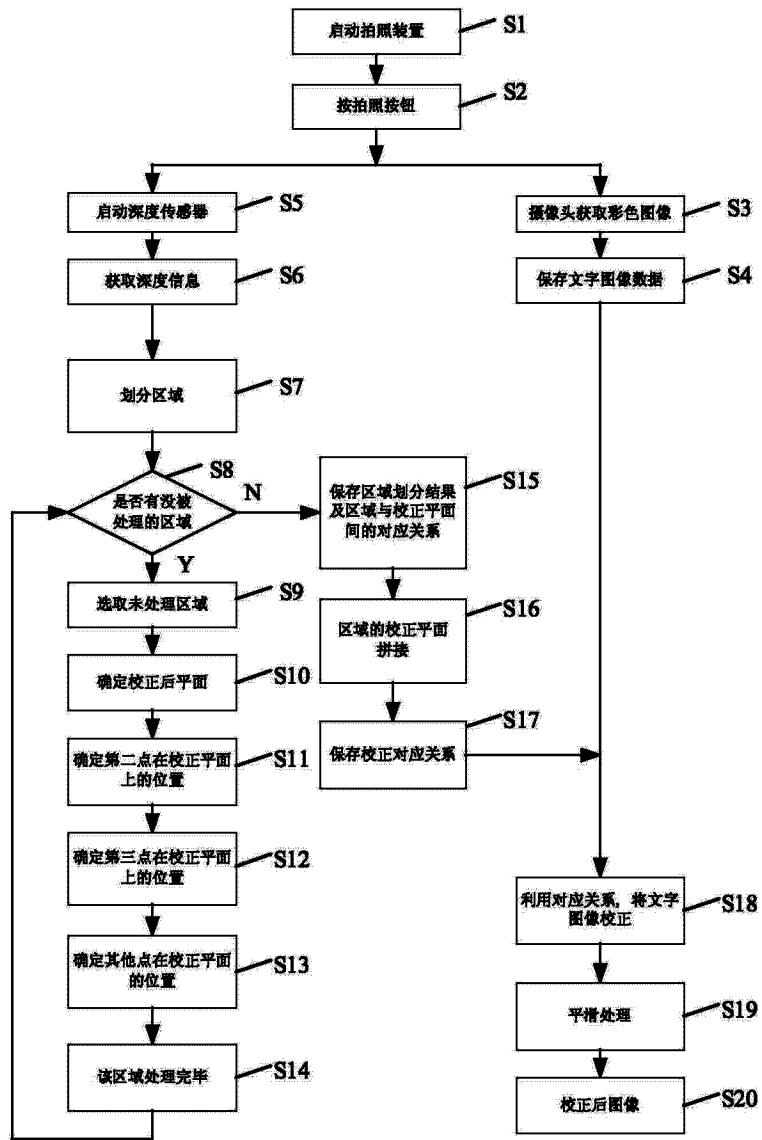 启动拍照装置
S1
按拍照按钮
S2
启动深度传感器
S5
摄像头获取彩色图像
S3
获取深度信息
S6
保存文字图像数据
S4
划分区域
S7
是否有没被
处理的区域
S8
N
Y
保存区域划分结果
及区域与校正平面
间的对应关系
S15
选取未处理区域
S9
区域的校正平面
拼接
S16
确定校正后平面
S10
保存校正对应关系
S17
确定第二点在校正平面
上的位置
S11
确定第三点在校正平面
上的位置
S12
利用对应关系，将文字
图像校正
S18
确定其他点在校正平面
的位置
S13
平滑处理
S19
该区域处理完毕
S14
校正后图像
S20